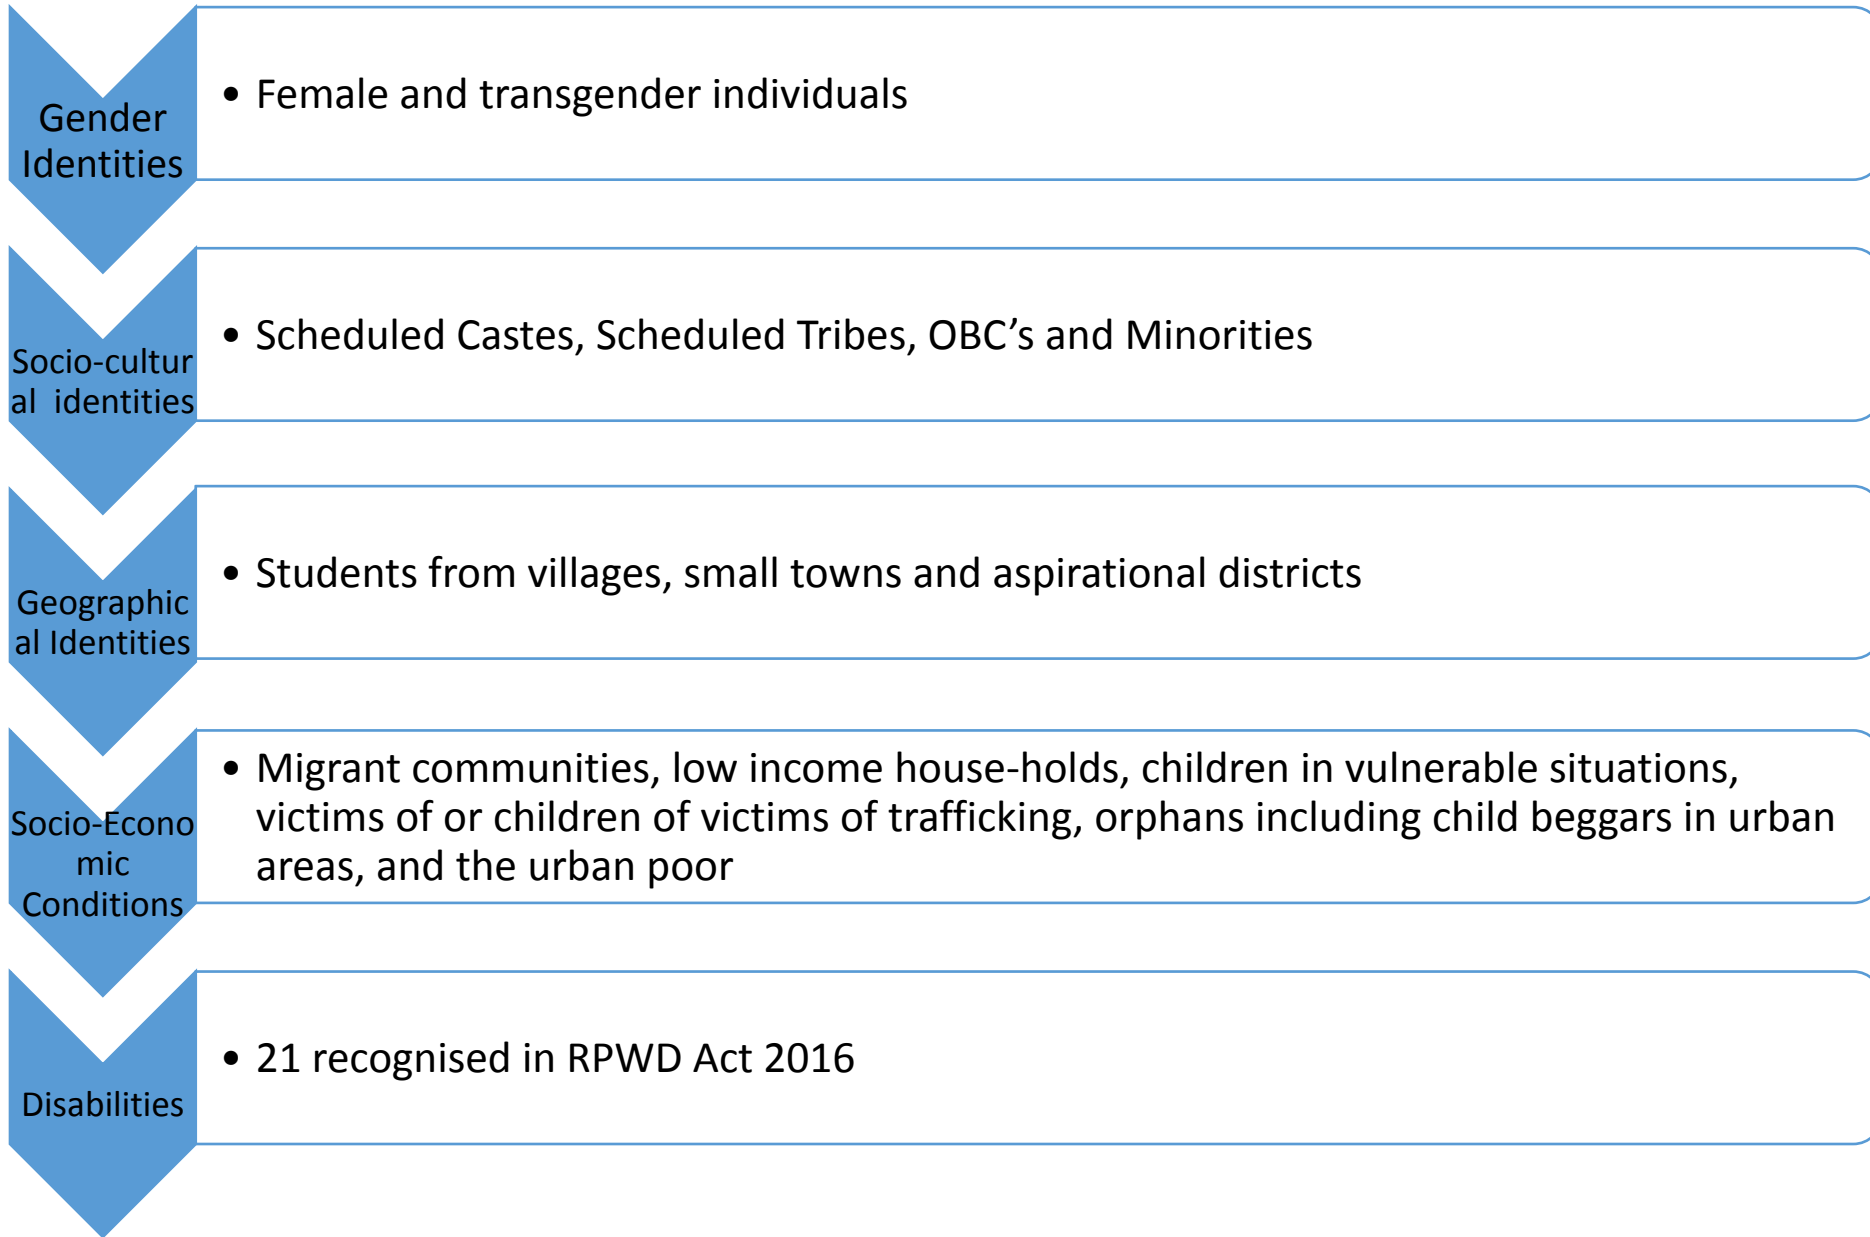 Gender
Identities
• Female and transgender individuals
Socio-cultur
al identities
• Scheduled Castes, Scheduled Tribes, OBC’s and Minorities
Geographic
al Identities
• Students from villages, small towns and aspirational districts
Socio-Econo
mic
Conditions
• Migrant communities, low income house-holds, children in vulnerable situations,
victims of or children of victims of trafficking, orphans including child beggars in urban
areas, and the urban poor
Disabilities
• 21 recognised in RPWD Act 2016